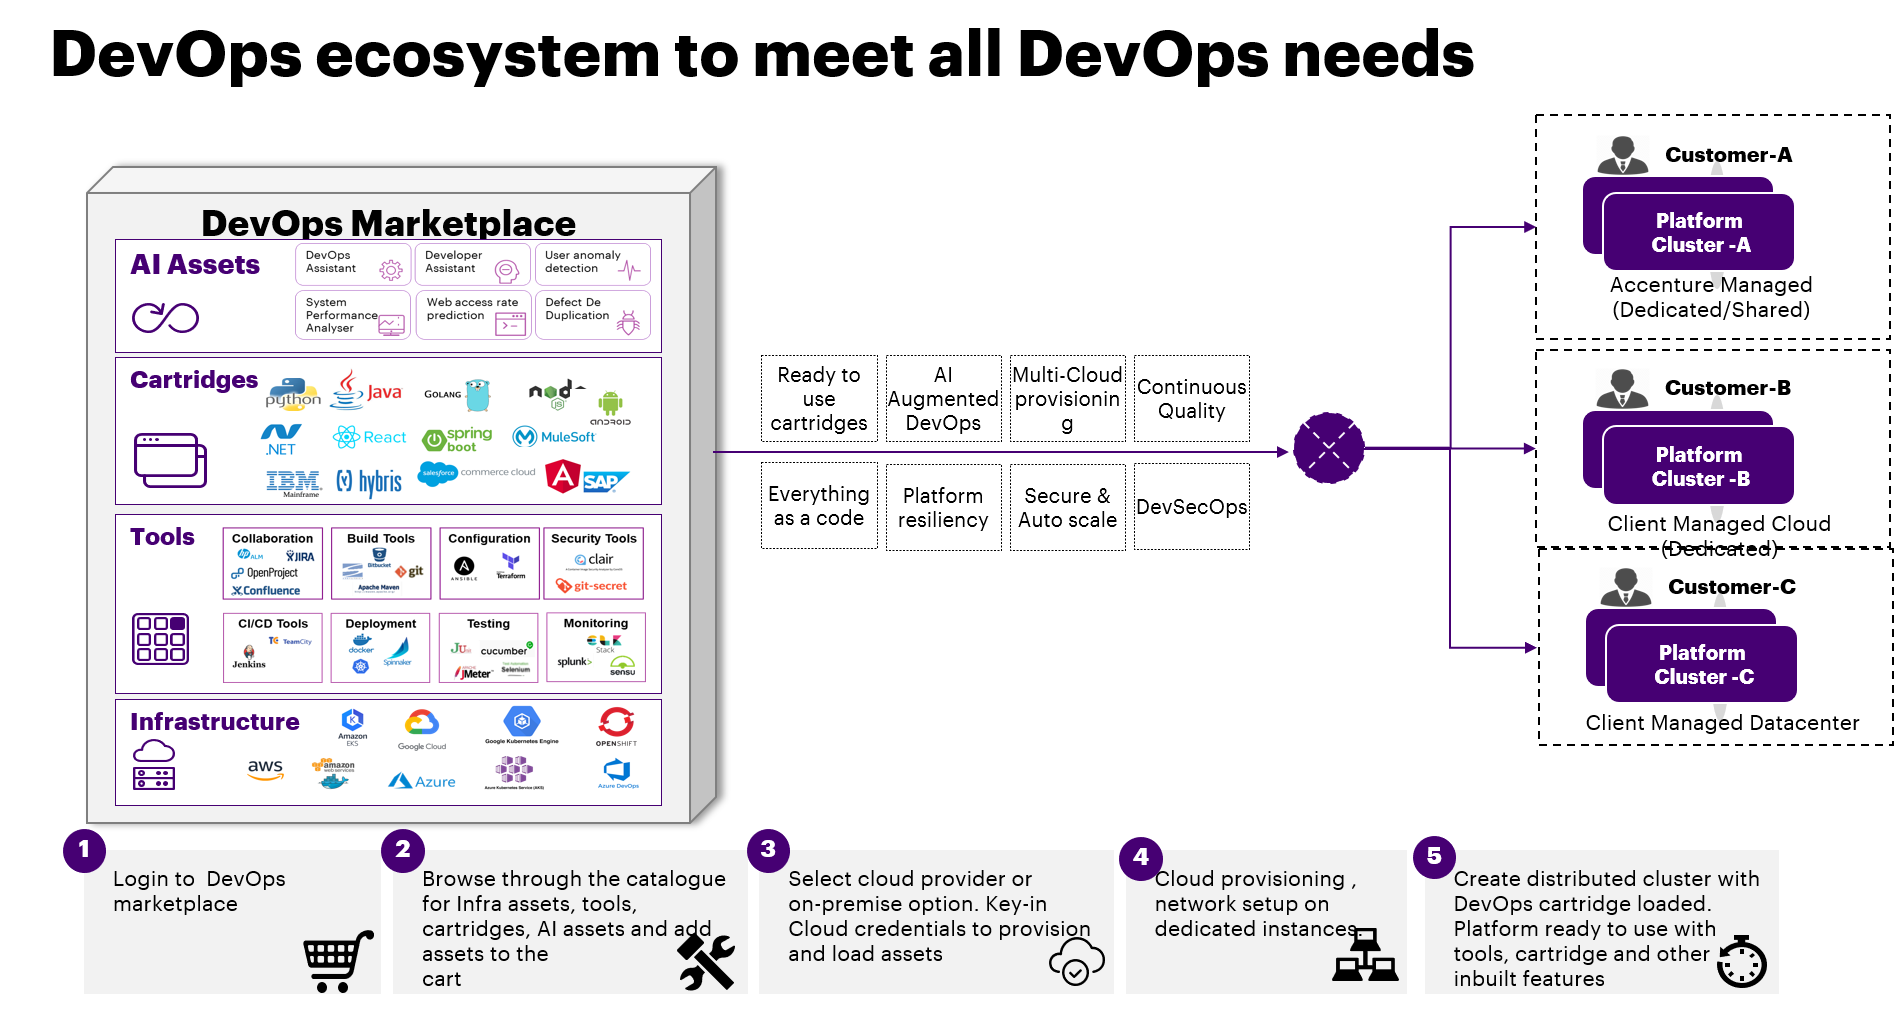 DevOps ecosystem to meet all DevOps needs
DevOps Marketplace
AI Assets
DevOps
Assistant
Developer
Assistant
User anomaly
detection
System
Performance
Analyser
Web access rate
prediction
Defect De
Duplication
Cartridges
python
Java
GOLANG
node
JS
ANDROID
.NET
React
spring
boot
MuleSoft
IBM
Mainframe
hybris
salesforce
commerce cloud
SAP
Tools
Collaboration
hp ALM
JIRA
OpenProject
Confluence
Build Tools
Bitbucket
git
Apache Maven
Configuration
ANSIBLE
Terraform
Security Tools
clair
git-secret
CI/CD Tools
TC TeamCity
Jenkins
Deployment
docker
Spinnaker
Testing
JUnit
cucumber
JMeter
Selenium
Monitoring
ELK
Stack
splunk>
sensu
Infrastructure
Amazon
EKS
Google Cloud
Google Kubernetes Engine
OPENSHIFT
aws
amazon
web services
Azure
Azure Kubernetes Service (AKS)
Azure DevOps
Ready to
use
cartridges
AI
Augmented
DevOps
Multi-Cloud
provisionin
g
Continuous
Quality
Everything
as a code
Platform
resiliency
Secure &
Auto scale
DevSecOps
Customer-A
Platform
Cluster -A
Accenture Managed
(Dedicated/Shared)
Customer-B
Platform
Cluster -B
Client Managed Cloud
(Dedicated)
Customer-C
Platform
Cluster -C
Client Managed Datacenter
1
Login to  DevOps
marketplace
2
Browse through the catalogue
for Infra assets, tools,
cartridges, AI assets and add
assets to the
cart
3
Select cloud provider or
on-premise option. Key-in
Cloud credentials to provision
and load assets
4
Cloud provisioning ,
network setup on
dedicated instances
5
Create distributed cluster with
DevOps cartridge loaded.
Platform ready to use with
tools, cartridge and other
inbuilt features